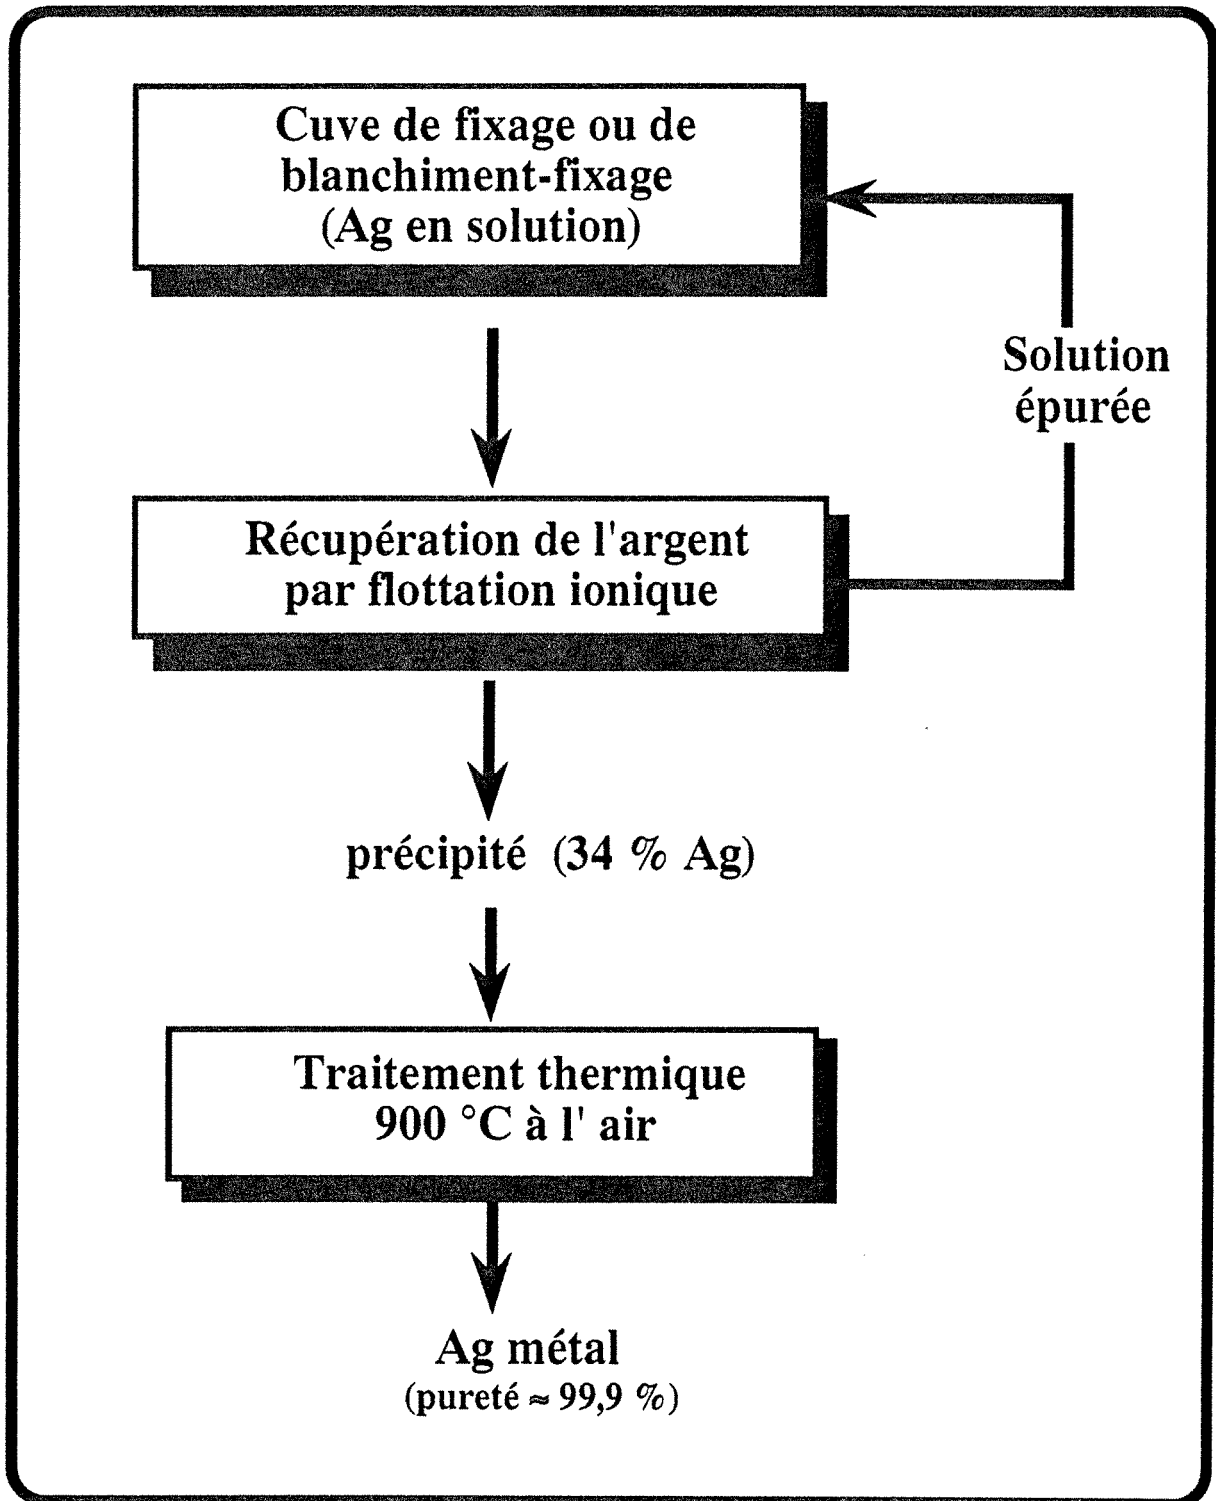 Cuve de fixage ou de
blanchiment-fixage
(Ag en solution)
Solution
épurée
Récupération de l'argent
par flottation ionique
précipité (34 % Ag)
Traitement thermique
900 °C à l' air
Ag métal
(pureté ≈ 99,9 %)